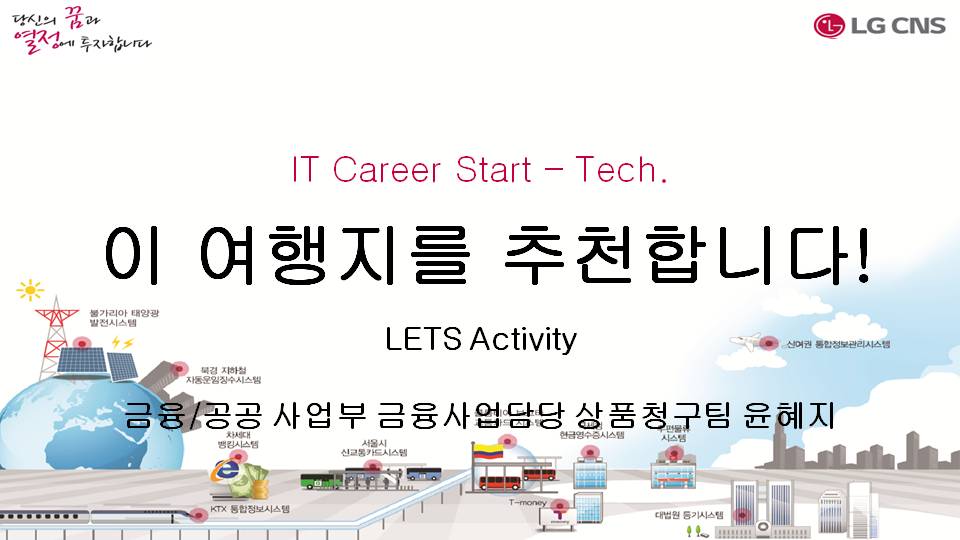 당신의 꿈과
열정에 투자합니다
LG CNS
IT Career Start – Tech.
이 여행지를 추천합니다!
LETS Activity
불가리아 태양광
발전시스템
신여권 통합정보관리시스템
북경 지하철
자동운임징수시스템
금융/공공 사업부 금융사업담당 상품청구팀 윤혜지
차세대
뱅킹시스템
서울시
신교통카드시스템
현금영수증시스템
우편물류
시스템
KTX 통합정보시스템
T-money
대법원 등기시스템